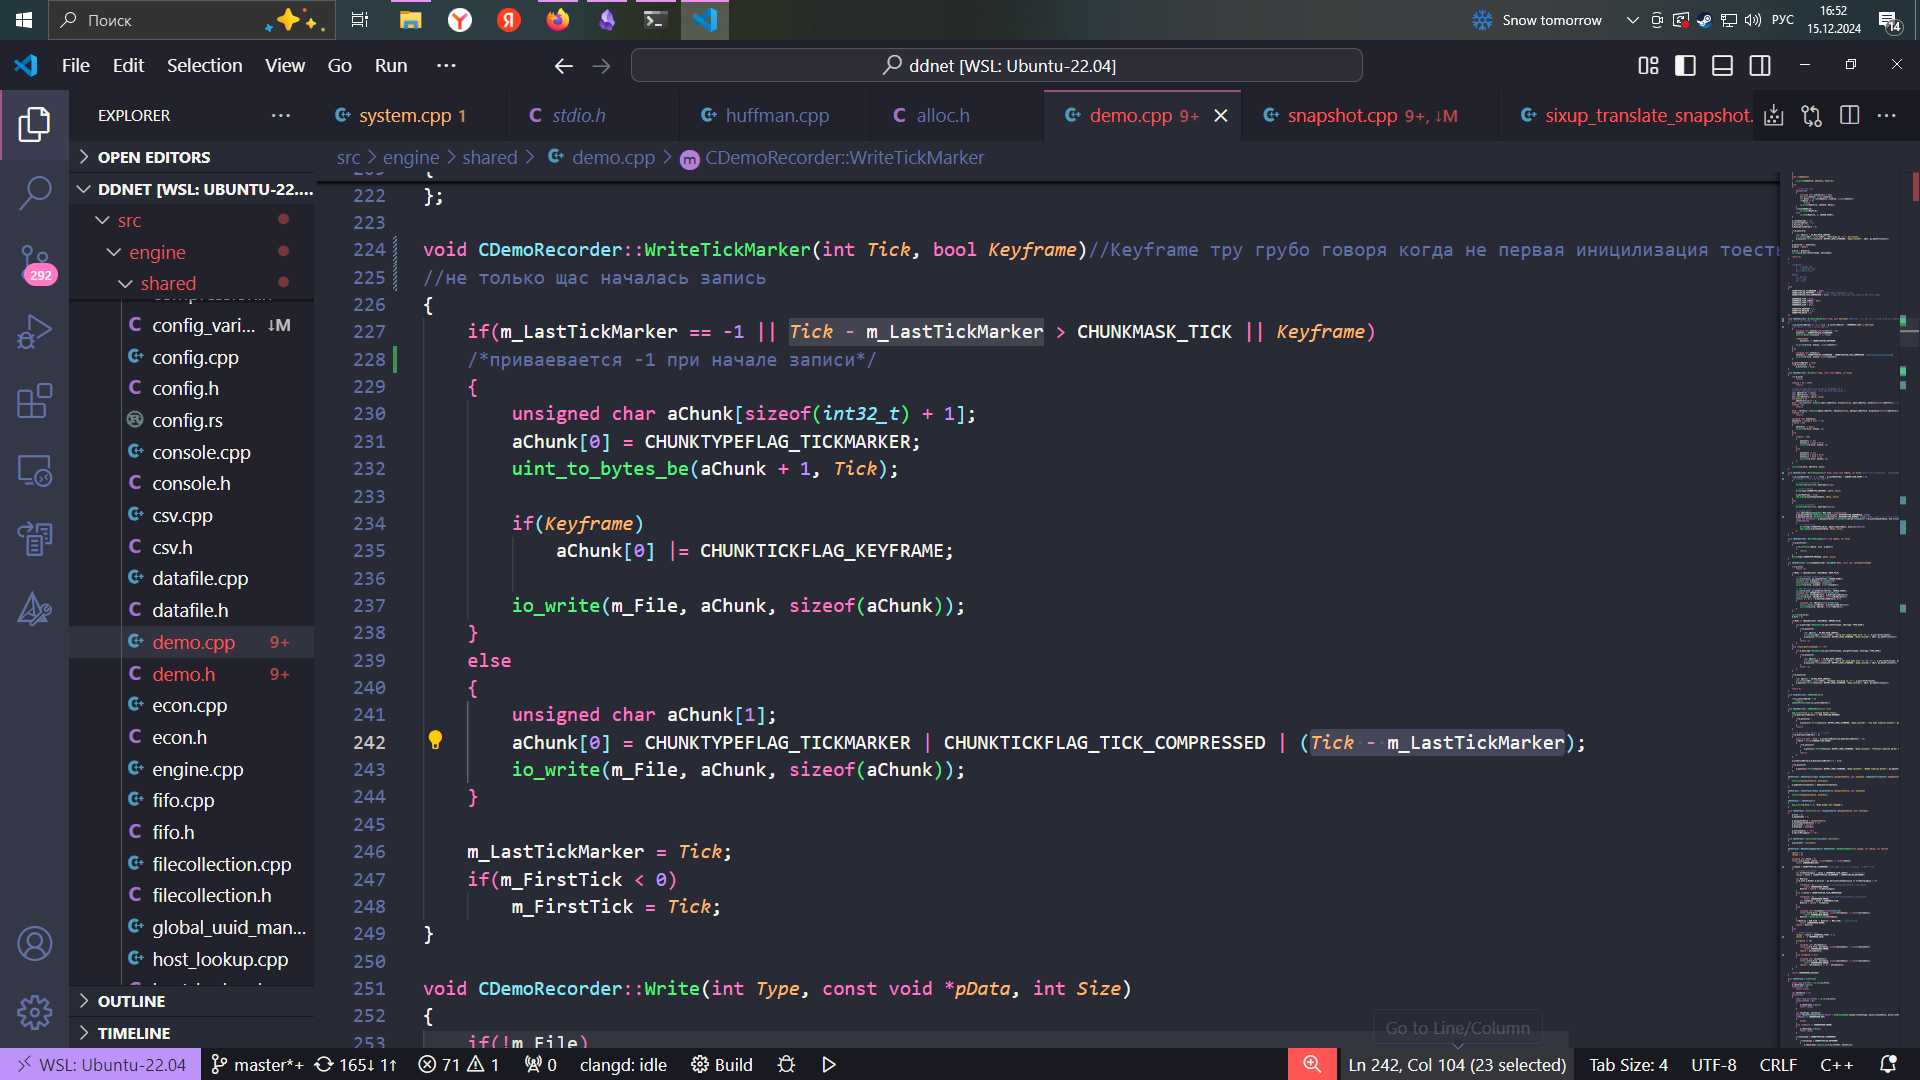 Поиск
Snow tomorrow
РУС
16:52
15.12.2024
14
File Edit Selection View Go Run ···
ddnet [WSL: Ubuntu-22.04]
EXPLORER ···
system.cpp 1
stdio.h
huffman.cpp
alloc.h
demo.cpp 9+
snapshot.cpp 9+, ↓M
sixup_translate_snapshot.
OPEN EDITORS
src > engine > shared > demo.cpp > CDemoRecorder::WriteTickMarker
DDNET [WSL: UBUNTU-22....
src
engine
shared
292
config_vari... ↓M
config.cpp
config.h
config.rs
console.cpp
console.h
csv.cpp
csv.h
datafile.cpp
datafile.h
demo.cpp 9+
demo.h 9+
econ.cpp
econ.h
engine.cpp
fifo.cpp
fifo.h
filecollection.cpp
filecollection.h
global_uuid_man...
host_lookup.cpp
OUTLINE
TIMELINE
222 };
223
224 void CDemoRecorder::WriteTickMarker(int Tick, bool Keyframe)//Keyframe тру грубо говоря когда не первая иницилизация тоесть
225 //не только щас началась запись
226 {
227 if(m_LastTickMarker == -1 || Tick - m_LastTickMarker > CHUNKMASK_TICK || Keyframe)
228 /*приваевается -1 при начале записи*/
229 {
230 unsigned char aChunk[sizeof(int32_t) + 1];
231 aChunk[0] = CHUNKTYPEFLAG_TICKMARKER;
232 uint_to_bytes_be(aChunk + 1, Tick);
233
234 if(Keyframe)
235 aChunk[0] |= CHUNKTICKFLAG_KEYFRAME;
236
237 io_write(m_File, aChunk, sizeof(aChunk));
238 }
239 else
240 {
241 unsigned char aChunk[1];
242 aChunk[0] = CHUNKTYPEFLAG_TICKMARKER | CHUNKTICKFLAG_TICK_COMPRESSED | (Tick - m_LastTickMarker);
243 io_write(m_File, aChunk, sizeof(aChunk));
244 }
245
246 m_LastTickMarker = Tick;
247 if(m_FirstTick < 0)
248 m_FirstTick = Tick;
249 }
250
251 void CDemoRecorder::Write(int Type, const void *pData, int Size)
252 {
253 if(!m_File)
Go to Line/Column
WSL: Ubuntu-22.04 master*+ 165↓ 1↑ 71 1 0 clangd: idle Build Ln 242, Col 104 (23 selected) Tab Size: 4 UTF-8 CRLF C++